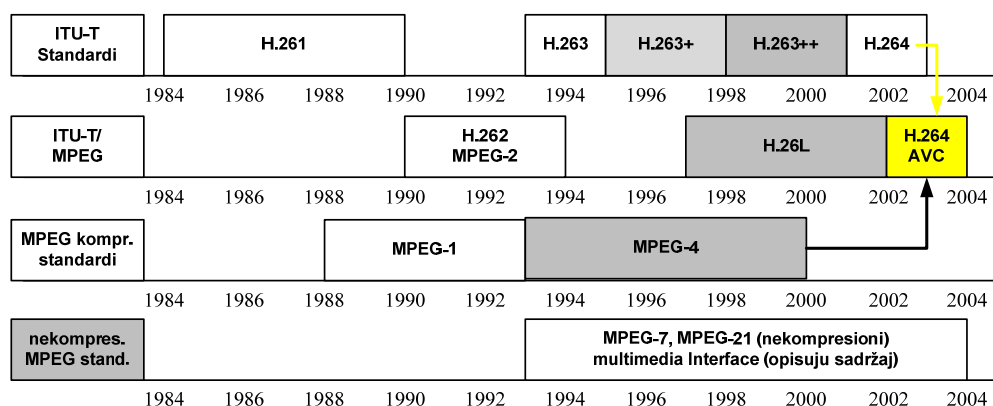 ITU-T
Standardi
H.261
H.263
H.263+
H.263++
H.264
1984 1986 1988 1990 1992 1994 1996 1998 2000 2002 2004
ITU-T/
MPEG
H.262
MPEG-2
H.26L
H.264
AVC
1984 1986 1988 1990 1992 1994 1996 1998 2000 2002 2004
MPEG kompr.
standardi
MPEG-1
MPEG-4
1984 1986 1988 1990 1992 1994 1996 1998 2000 2002 2004
nekompres.
MPEG stand.
MPEG-7, MPEG-21 (nekompresioni)
multimedia Interface (opisuju sadržaj)
1984 1986 1988 1990 1992 1994 1996 1998 2000 2002 2004